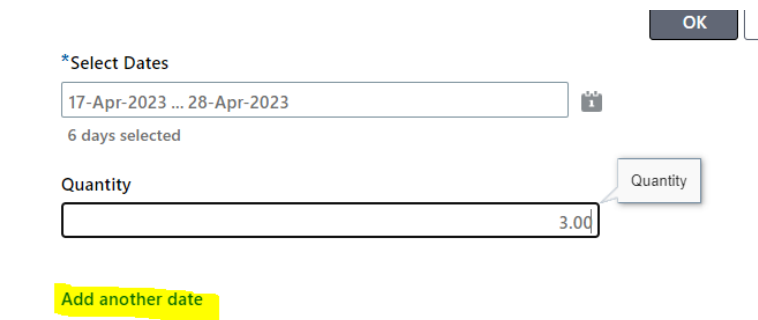 OK
*Select Dates
17-Apr-2023 ... 28-Apr-2023
6 days selected
Quantity
Quantity
3.00
Add another date